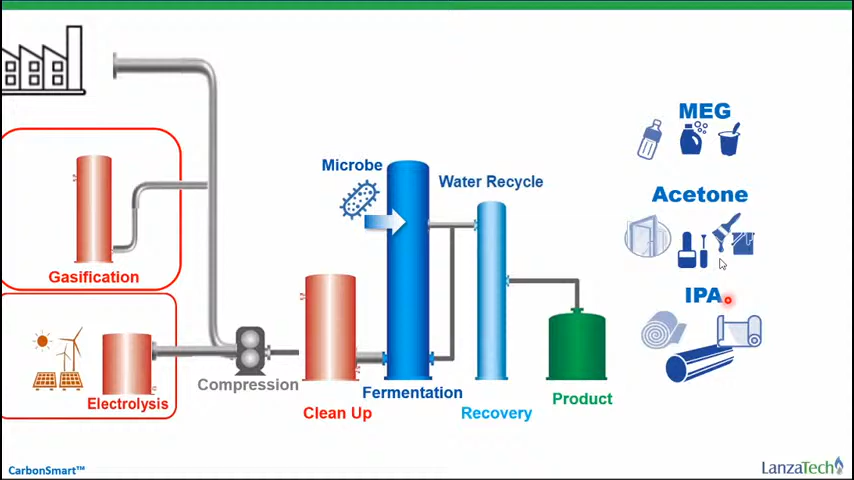 MEG
Microbe
Water Recycle
Acetone
Gasification
IPA
Compression
Fermentation
Electrolysis
Product
Clean Up
Recovery
CarbonSmart™
LanzaTech